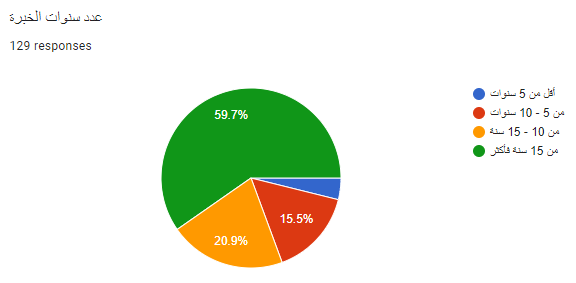 عدد سنوات الخبرة
129 responses
أقل من 5 سنوات
من 5 - 10 سنوات
من 10 - 15 سنة
من 15 سنة فأكثر
59.7%
15.5%
20.9%